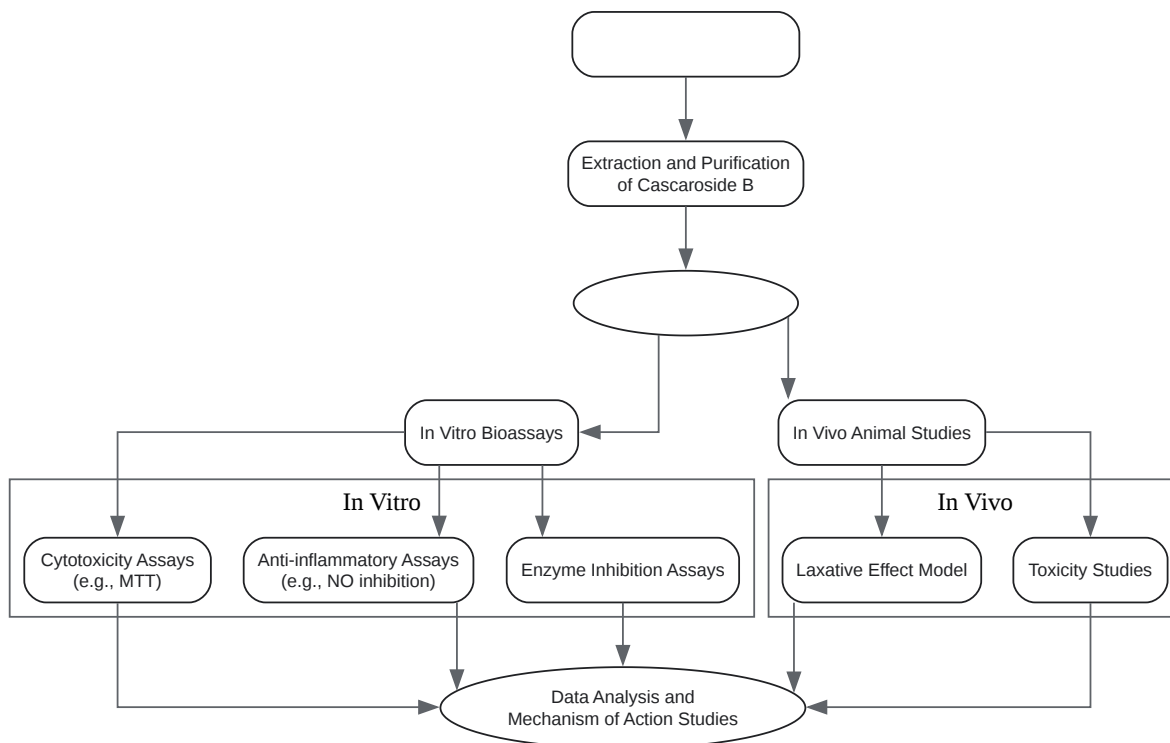 Extraction and Purification
of Cascaroside B
In Vitro Bioassays
In Vivo Animal Studies
In Vitro
In Vivo
Cytotoxicity Assays
(e.g., MTT)
Anti-inflammatory Assays
(e.g., NO inhibition)
Enzyme Inhibition Assays
Laxative Effect Model
Toxicity Studies
Data Analysis and
Mechanism of Action Studies